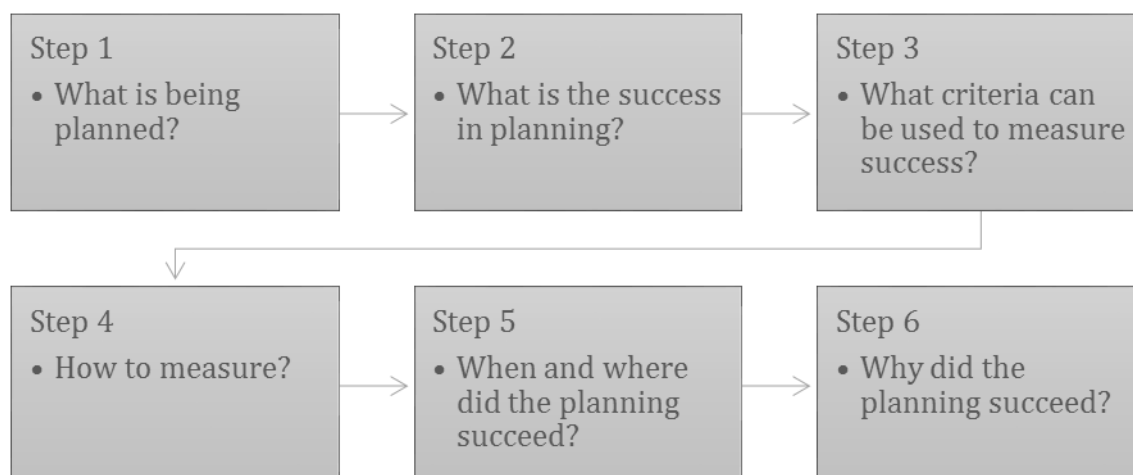 Step 1
• What is being
planned?
Step 2
• What is the success
in planning?
Step 3
• What criteria can
be used to measure
success?
Step 4
• How to measure?
Step 5
• When and where
did the planning
succeed?
Step 6
• Why did the
planning succeed?